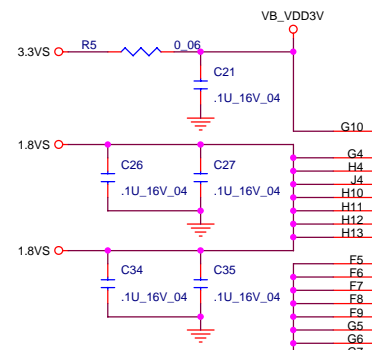 VB_VDD3V
3.3VS R5 0_06
C21
.1U_16V_04
G10
1.8VS
G4
C26 C27
H4
J4
.1U_16V_04 .1U_16V_04
H10
H11
H12
H13
1.8VS
F5
C34 C35
F6
F7
.1U_16V_04 .1U_16V_04
F8
F9
G5
G6
G7